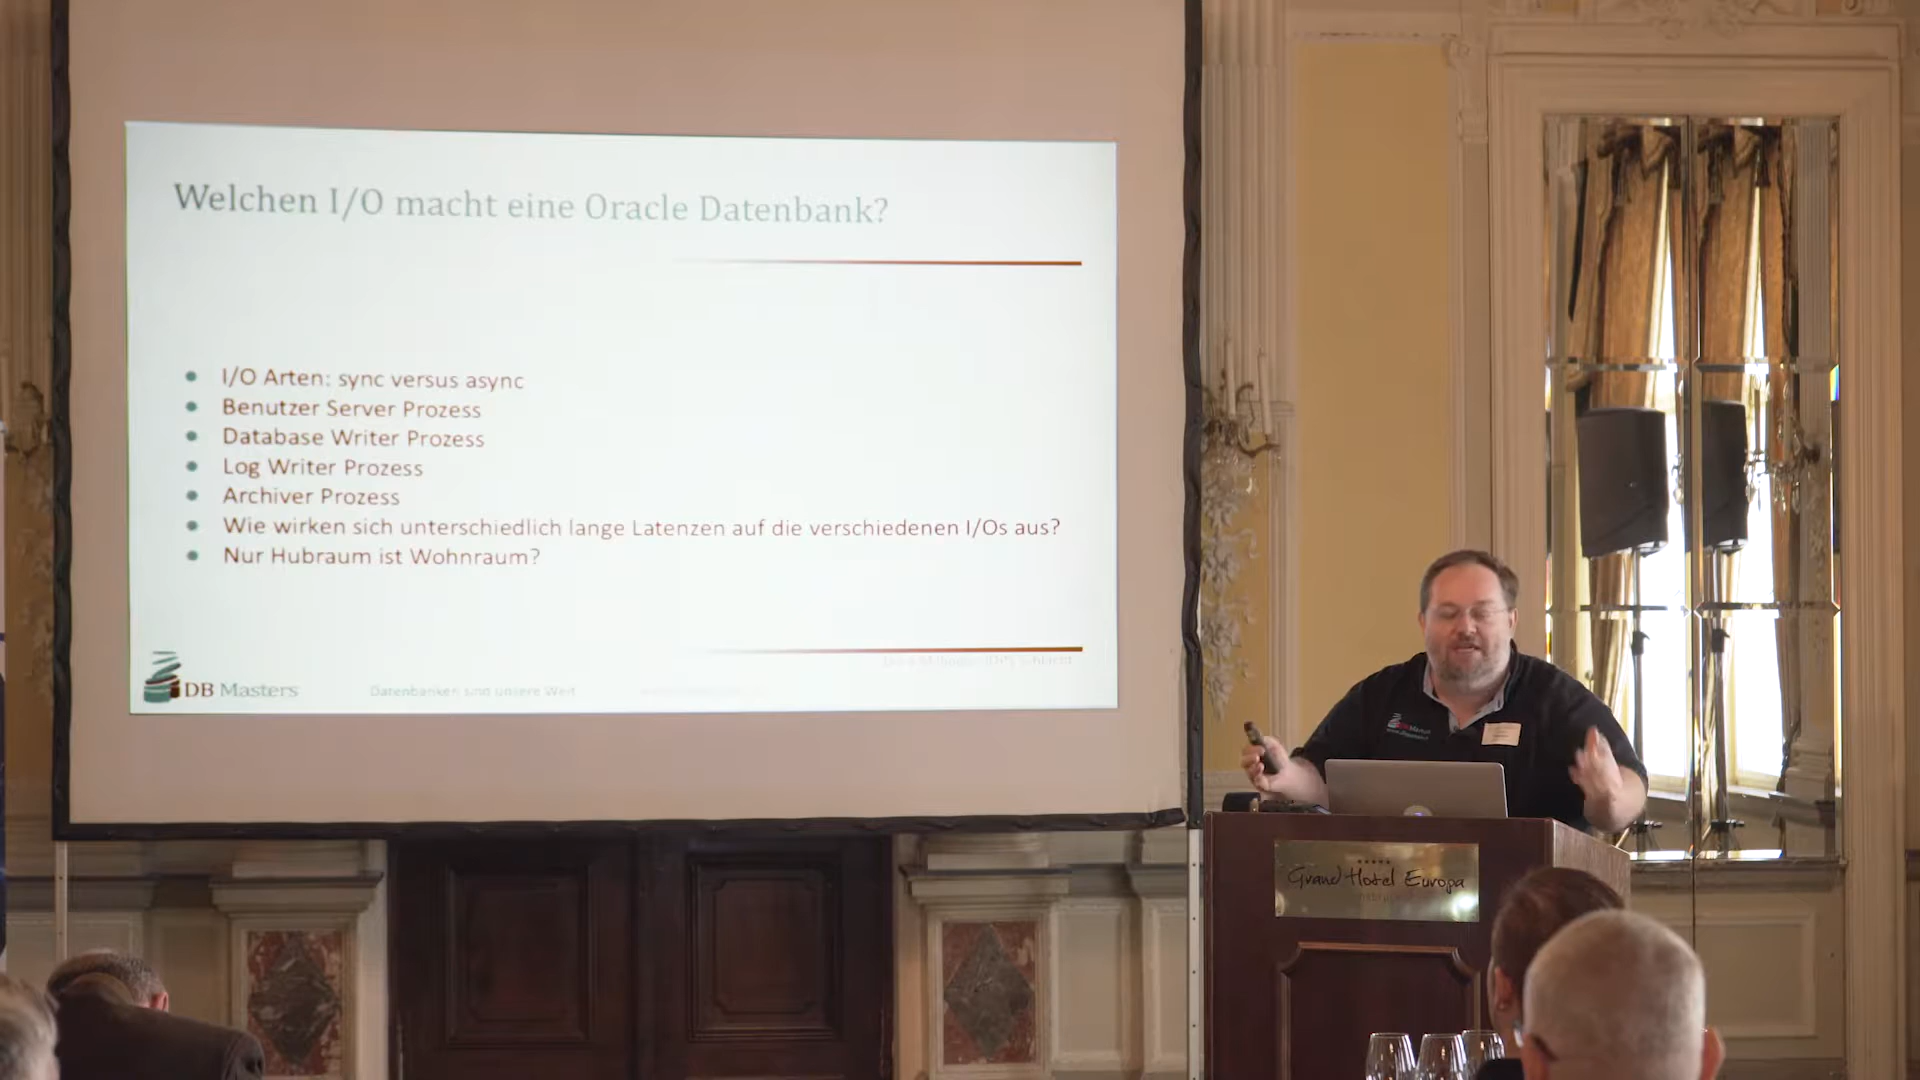 Welchen I/O macht eine Oracle Datenbank?
I/O Arten: sync versus async
Benutzer Server Prozess
Database Writer Prozess
Log Writer Prozess
Archiver Prozess
Wie wirken sich unterschiedlich lange Latenzen auf die verschiedenen I/Os aus?
Nur Hubraum ist Wohnraum?
DB Masters
Datenbanken sind unsere Welt
Grand Hotel Europa